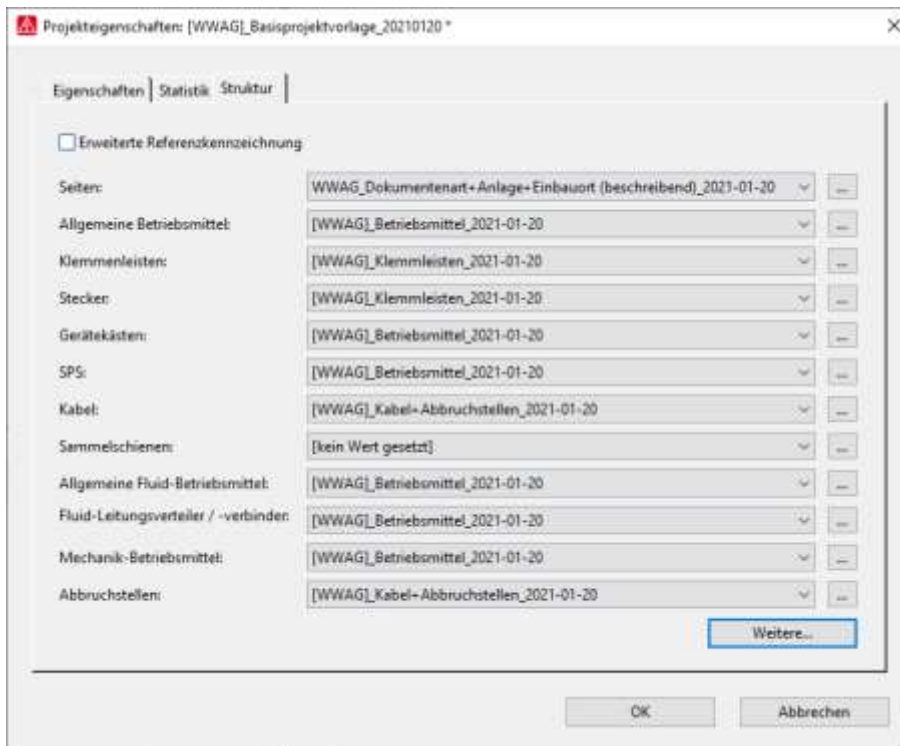 Projekteigenschaften: [WWAG]_Basisprojektvorlage_20210120 *
Eigenschaften Statistik Struktur
Erweiterte Referenzkennzeichnung
Seiten: WWAG_Dokumentenart+Anlage+Einbauort (beschreibend)_2021-01-20 ...
Allgemeine Betriebsmittel: [WWAG]_Betriebsmittel_2021-01-20 ...
Klemmenleisten: [WWAG]_Klemmleisten_2021-01-20 ...
Stecker: [WWAG]_Klemmleisten_2021-01-20 ...
Gerätekästen: [WWAG]_Betriebsmittel_2021-01-20 ...
SPS: [WWAG]_Betriebsmittel_2021-01-20 ...
Kabel: [WWAG]_Kabel+Abbruchstellen_2021-01-20 ...
Sammelschienen: [kein Wert gesetzt] ...
Allgemeine Fluid-Betriebsmittel: [WWAG]_Betriebsmittel_2021-01-20 ...
Fluid-Leitungsverteiler / -verbinder: [WWAG]_Betriebsmittel_2021-01-20 ...
Mechanik-Betriebsmittel: [WWAG]_Betriebsmittel_2021-01-20 ...
Abbruchstellen: [WWAG]_Kabel+Abbruchstellen_2021-01-20 ...
Weitere...
OK Abbrechen